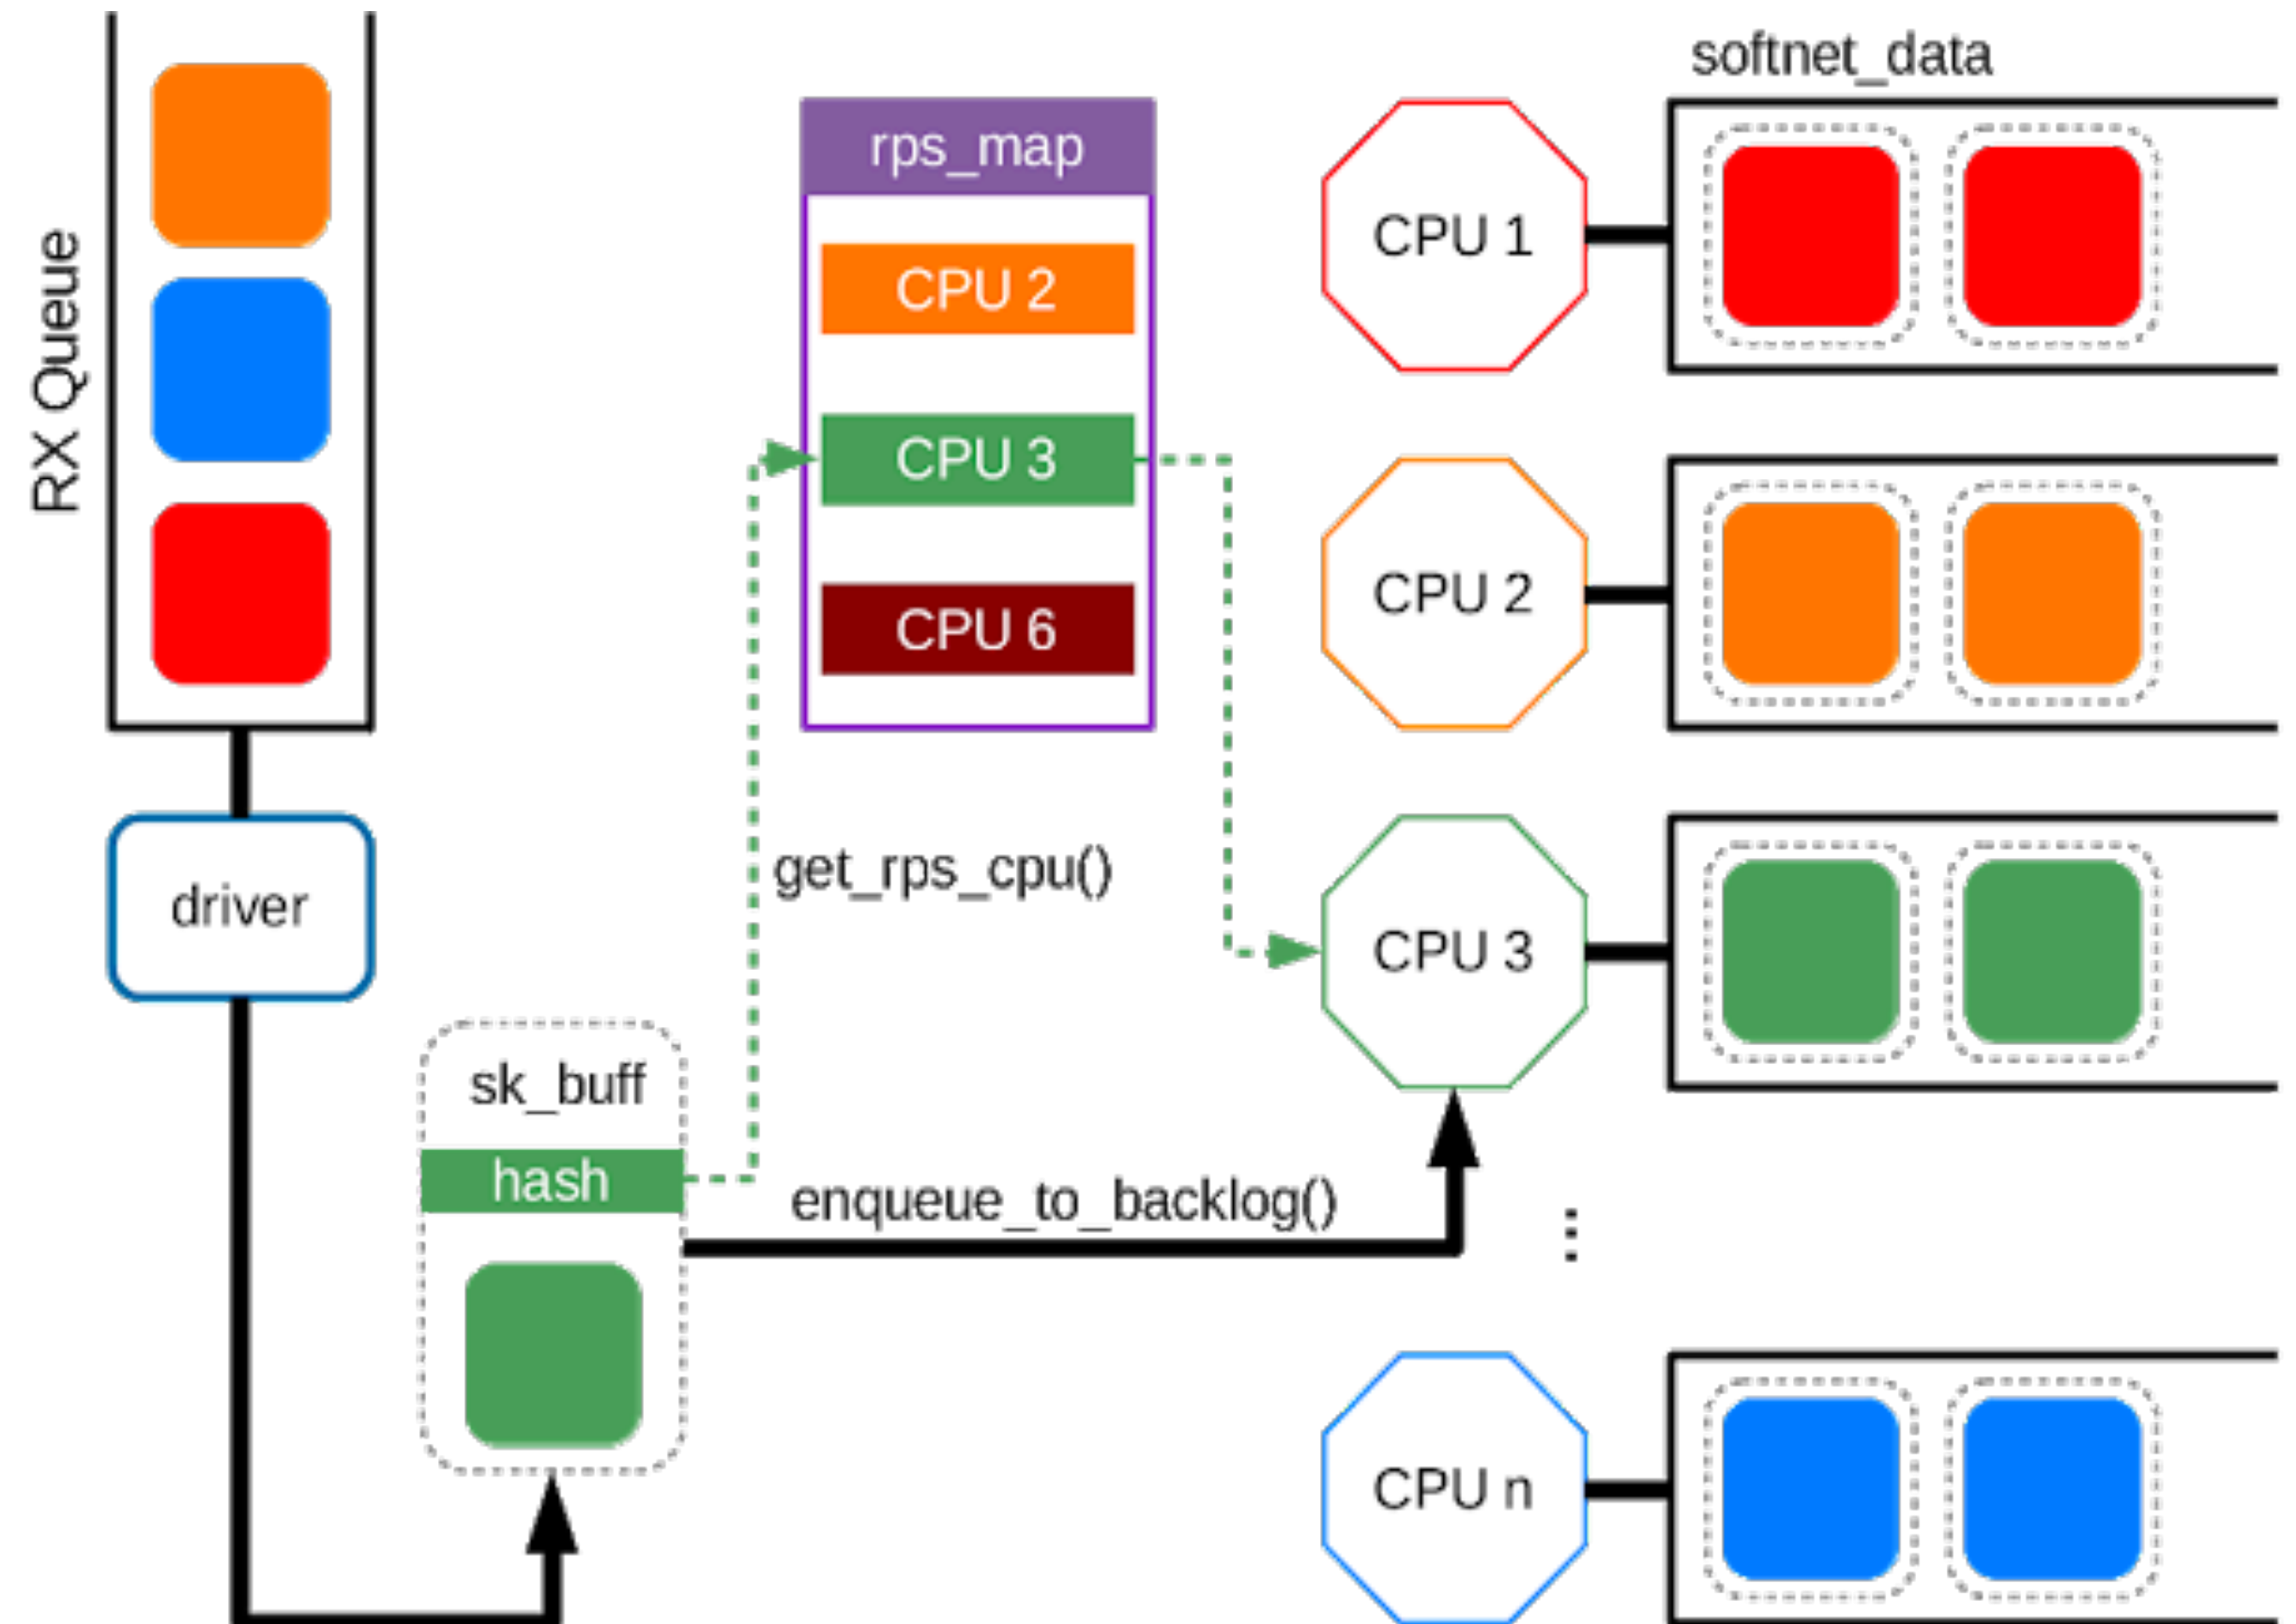 softnet_data
RX Queue
rps_map
CPU 2
CPU 3
CPU 6
CPU 1
CPU 2
driver
get_rps_cpu()
CPU 3
sk_buff
hash
enqueue_to_backlog()
⋮
CPU n